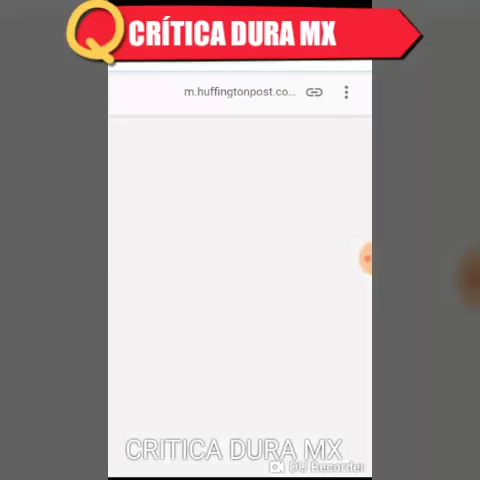 CRÍTICA DURA MX
m.huffingtonpost.co...
CRITICA DURA MX
DU Recorder